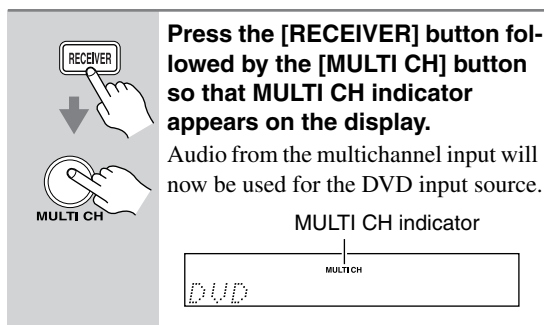 RECEIVER
MULTI CH
Press the [RECEIVER] button fol-
lowed by the [MULTI CH] button
so that MULTI CH indicator
appears on the display.
Audio from the multichannel input will
now be used for the DVD input source.
MULTI CH indicator
MULTI CH
DVD